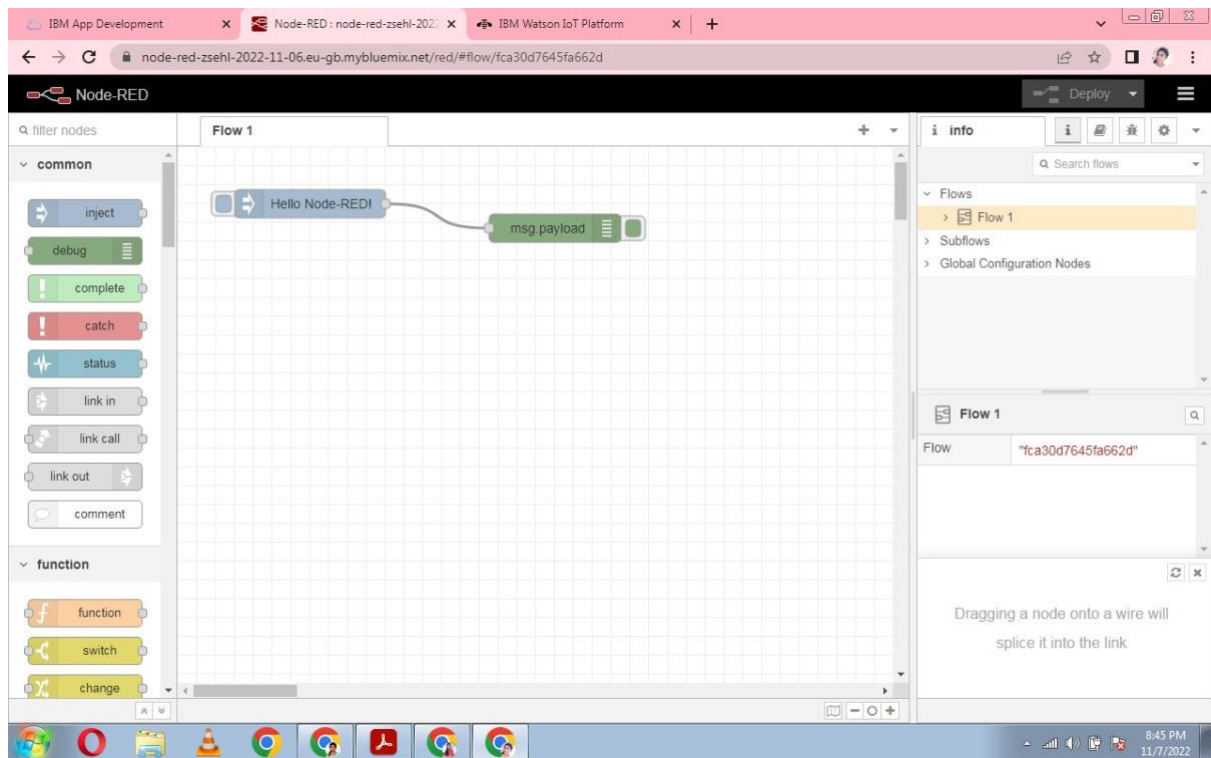 IBM App Development
Node-RED : node-red-zsehl-202
IBM Watson IoT Platform
node-red-zsehl-2022-11-06.eu-gb.mybluemix.net/red/#flow/fca30d7645fa662d
Node-RED
Deploy
filter nodes
Flow 1
i info
i
Search flows
common
inject
debug
complete
catch
status
link in
link call
link out
comment
function
function
switch
change
Hello Node-RED!
msg.payload
Flows
Flow 1
Subflows
Global Configuration Nodes
Flow 1
Flow "fca30d7645fa662d"
Dragging a node onto a wire will
splice it into the link
8:45 PM
11/7/2022